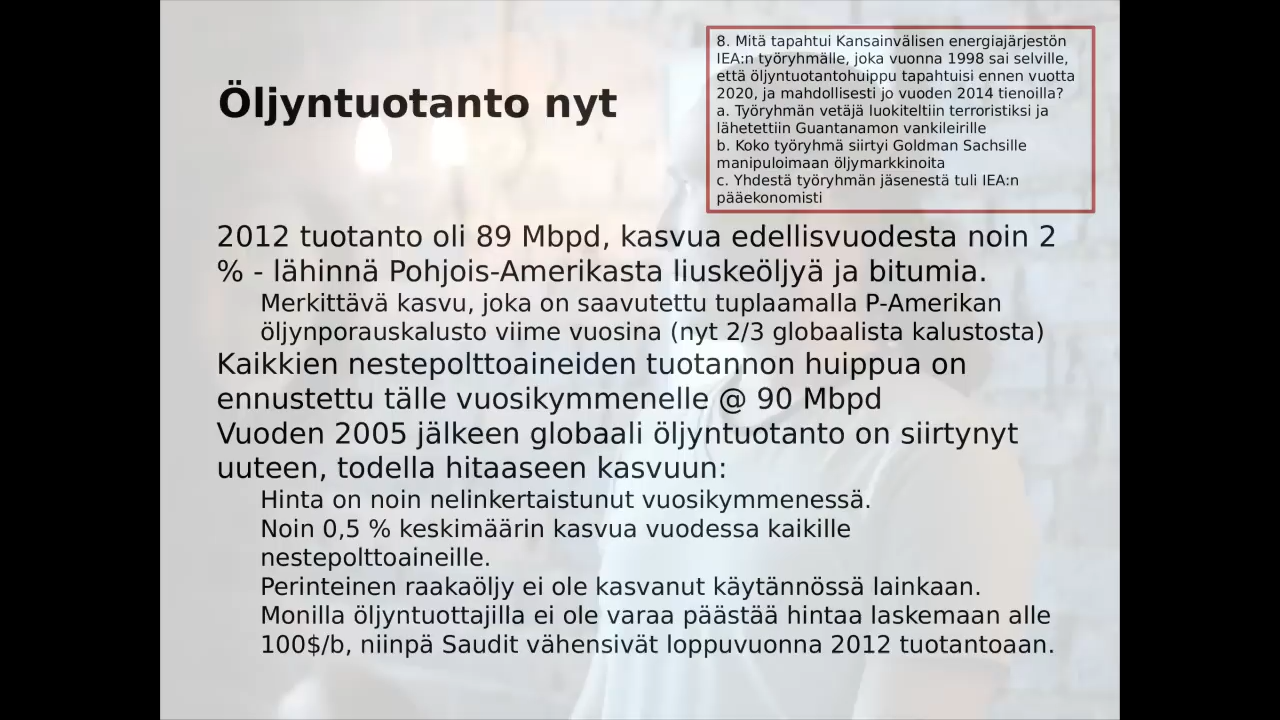 Öljyntuotanto nyt
8. Mitä tapahtui Kansainvälisen energiajärjestön
IEA:n työryhmälle, joka vuonna 1998 sai selville,
että öljyntuotantohuippu tapahtuisi ennen vuotta
2020, ja mahdollisesti jo vuoden 2014 tienoilla?
a. Työryhmän vetäjä luokiteltiin terroristiksi ja
lähetettiin Guantanamon vankileirille
b. Koko työryhmä siirtyi Goldman Sachsille
manipuloimaan öljymarkkinoita
c. Yhdestä työryhmän jäsenestä tuli IEA:n
pääekonomisti
2012 tuotanto oli 89 Mbpd, kasvua edellisvuodesta noin 2
% - lähinnä Pohjois-Amerikasta liuskeöljyä ja bitumia.
Merkittävä kasvu, joka on saavutettu tuplaamalla P-Amerikan
öljynporauskalusto viime vuosina (nyt 2/3 globaalista kalustosta)
Kaikkien nestepolttoaineiden tuotannon huippua on
ennustettu tälle vuosikymmenelle @ 90 Mbpd
Vuoden 2005 jälkeen globaali öljyntuotanto on siirtynyt
uuteen, todella hitaaseen kasvuun:
Hinta on noin nelinkertaistunut vuosikymmenessä.
Noin 0,5 % keskimäärin kasvua vuodessa kaikille
nestepolttoaineille.
Perinteinen raakaöljy ei ole kasvanut käytännössä lainkaan.
Monilla öljyntuottajilla ei ole varaa päästää hintaa laskemaan alle
100$/b, niinpä Saudit vähensivät loppuvuonna 2012 tuotantoaan.